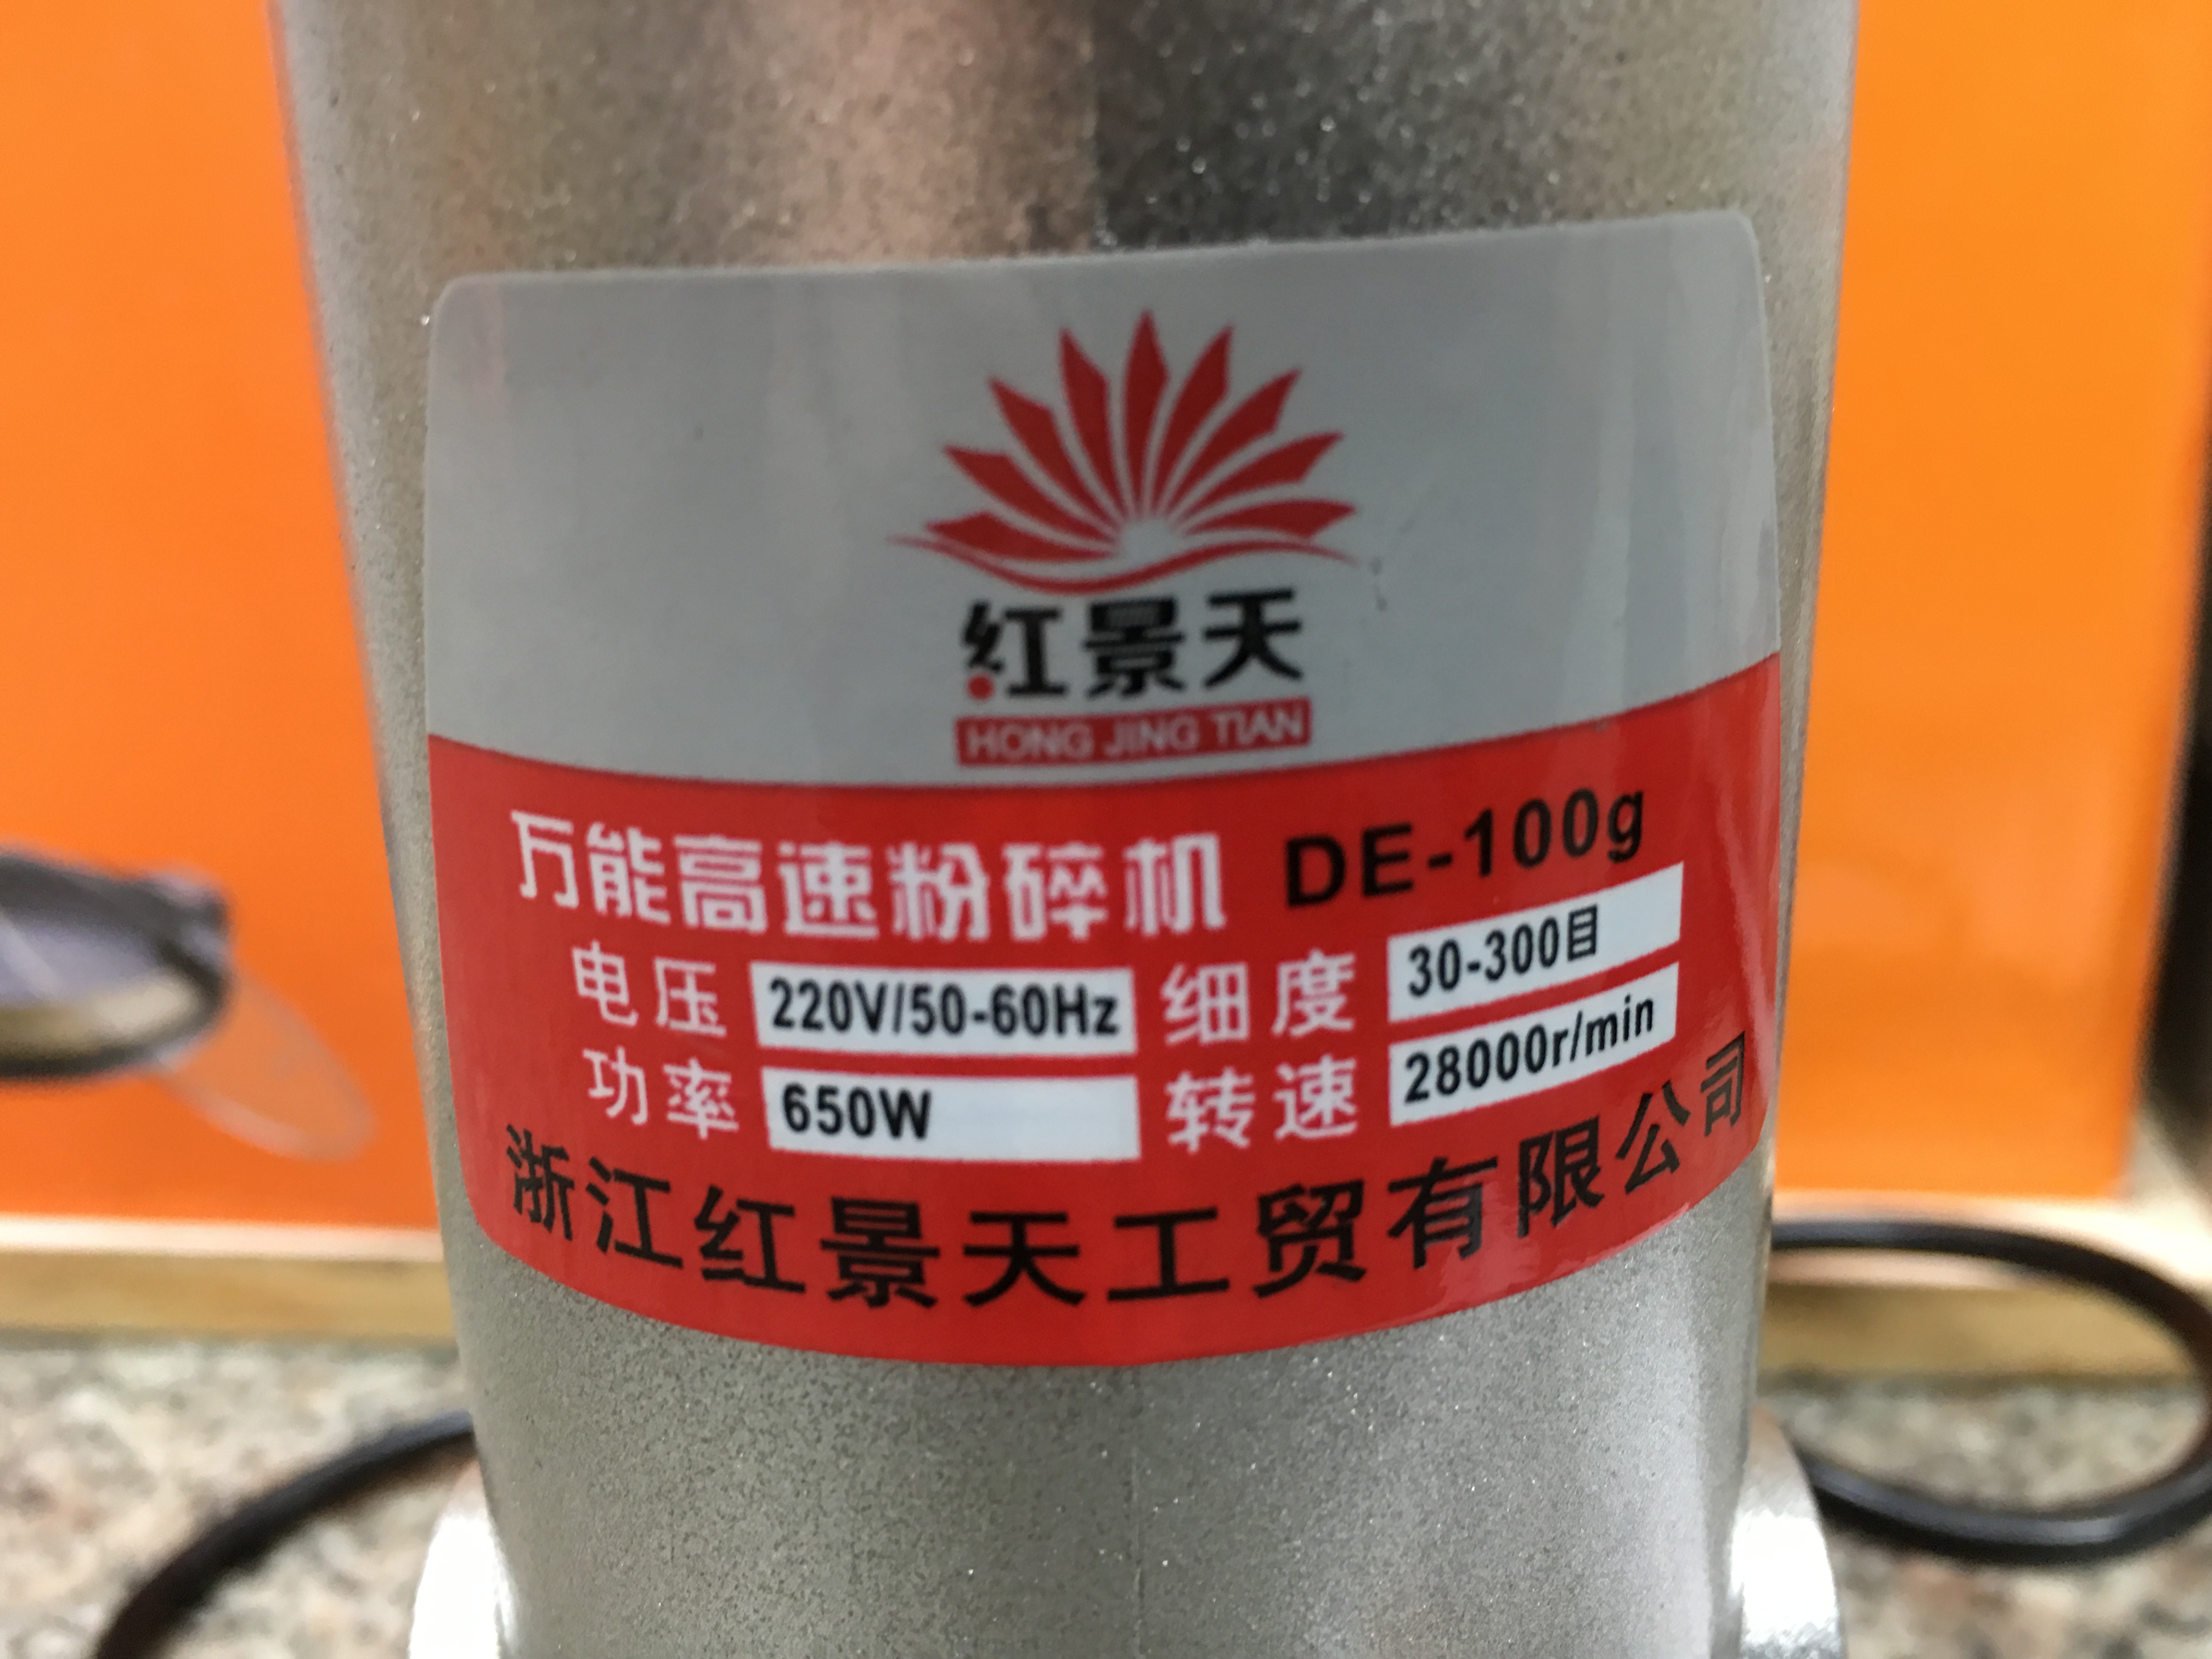 红景天
HONG JING TIAN
万能高速粉碎机 DE-100g
电压 220V/50-60Hz 细度 30-300目
功率 650W 转速 28000r/min
浙江红景天工贸有限公司